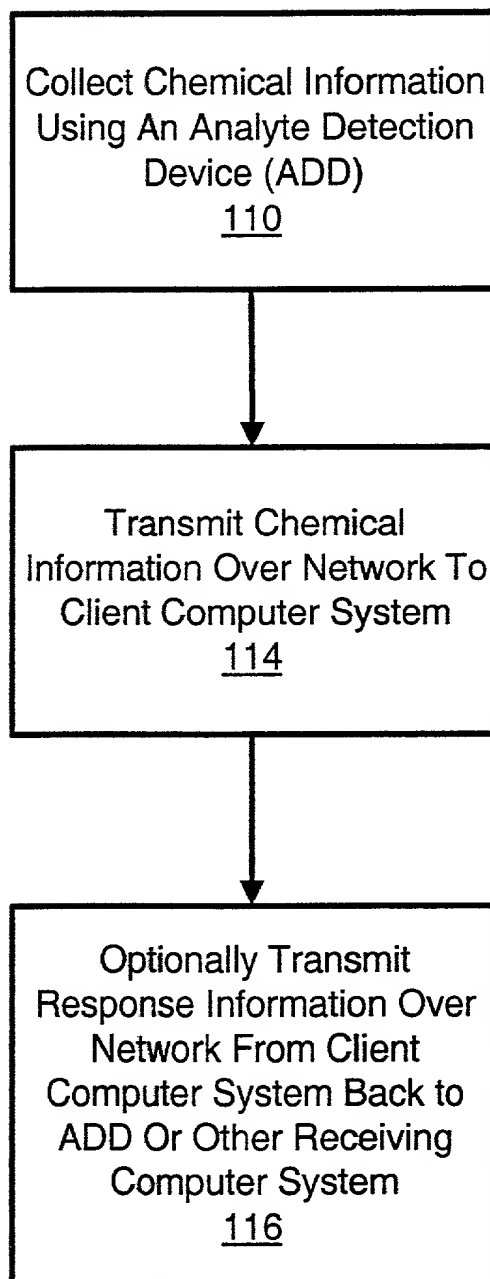 Collect Chemical Information
Using An Analyte Detection
Device (ADD)
110
Transmit Chemical
Information Over Network To
Client Computer System
114
Optionally Transmit
Response Information Over
Network From Client
Computer System Back to
ADD Or Other Receiving
Computer System
116